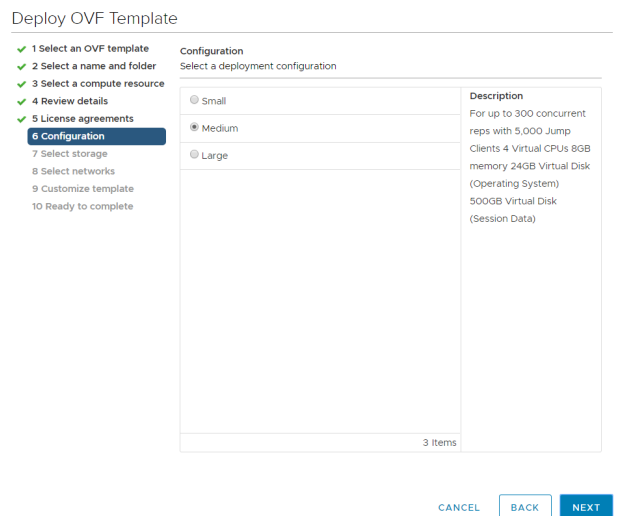 Deploy OVF Template
1 Select an OVF template
2 Select a name and folder
3 Select a compute resource
4 Review details
5 License agreements
6 Configuration
7 Select storage
8 Select networks
9 Customize template
10 Ready to complete
Configuration
Select a deployment configuration
Small
Medium
Large
3 Items
Description
For up to 300 concurrent
reps with 5,000 Jump
Clients 4 Virtual CPUs 8GB
memory 24GB Virtual Disk
(Operating System)
500GB Virtual Disk
(Session Data)
CANCEL
BACK
NEXT